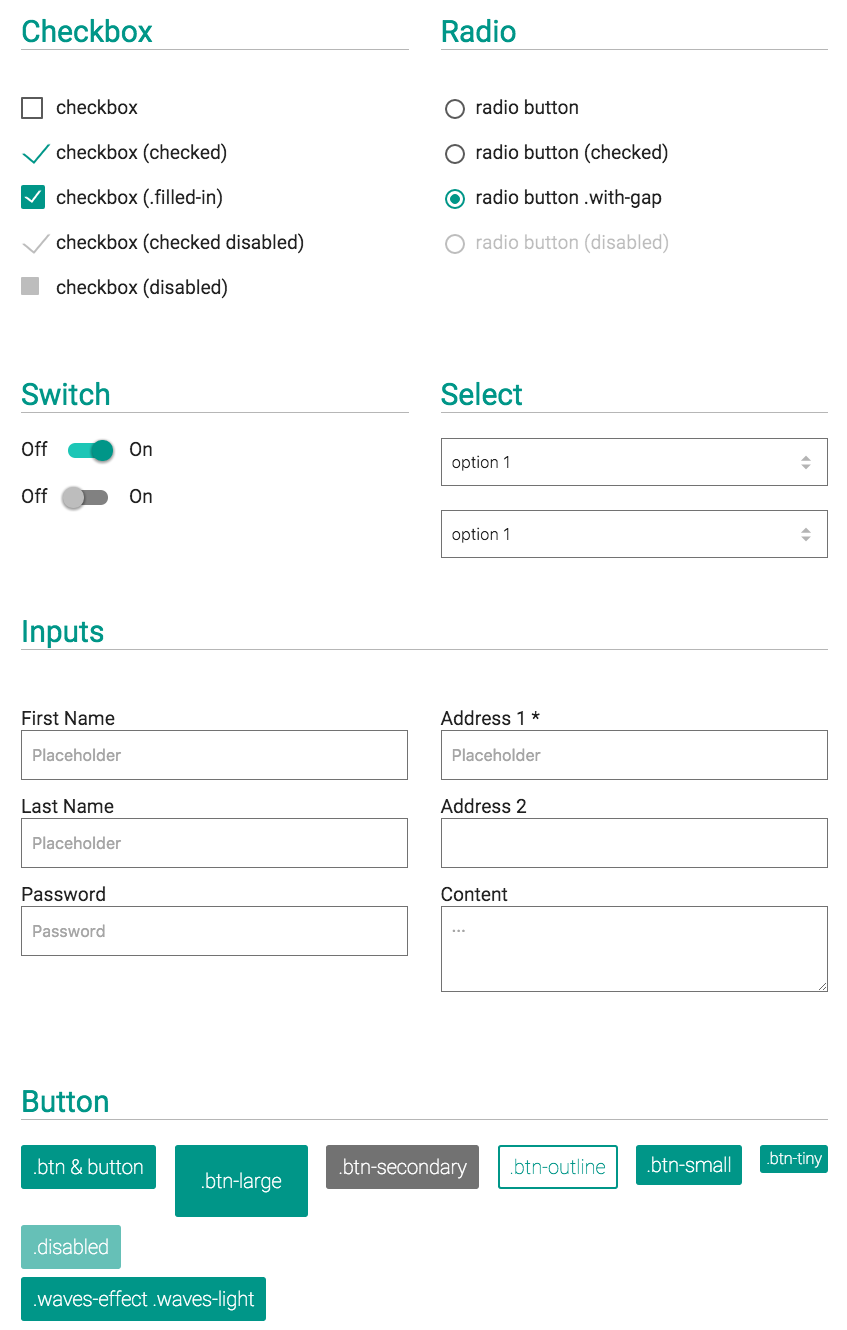 Checkbox
checkbox
checkbox (checked)
checkbox (.filled-in)
checkbox (checked disabled)
checkbox (disabled)
Radio
radio button
radio button (checked)
radio button .with-gap
radio button (disabled)
Switch
Off On
Off On
Select
option 1
option 1
Inputs
First Name
Placeholder
Last Name
Placeholder
Password
Password
Address 1 *
Placeholder
Address 2
Content
...
Button
.btn & button .btn-large .btn-secondary .btn-outline .btn-small .btn-tiny
.disabled
.waves-effect .waves-light